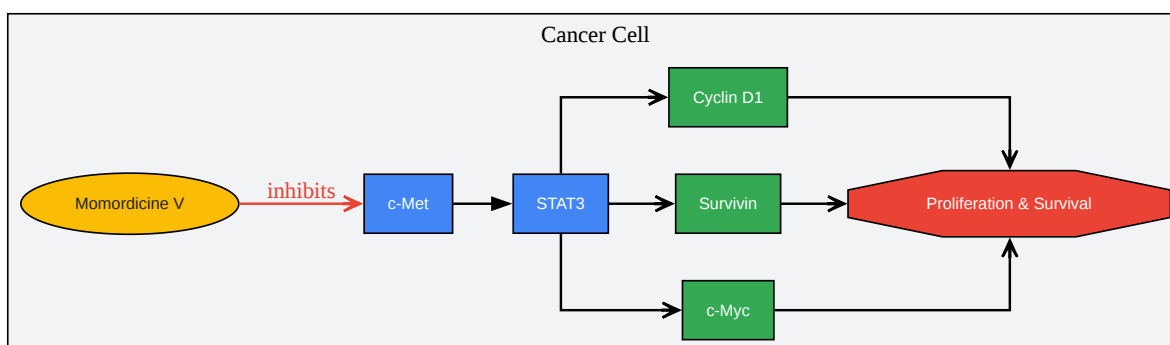 Cancer Cell
Cyclin D1
Momordicine V
inhibits
c-Met
STAT3
Survivin
Proliferation & Survival
c-Myc